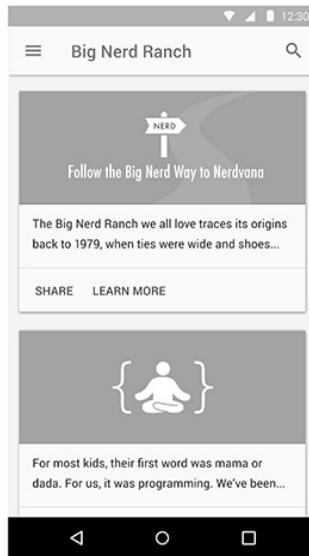 12:30
Big Nerd Ranch
NERD
Follow the Big Nerd Way to Nerdvana
The Big Nerd Ranch we all love traces its origins
back to 1979, when ties were wide and shoes...
SHARE LEARN MORE
For most kids, their first word was mama or
dada. For us, it was programming. We've been...